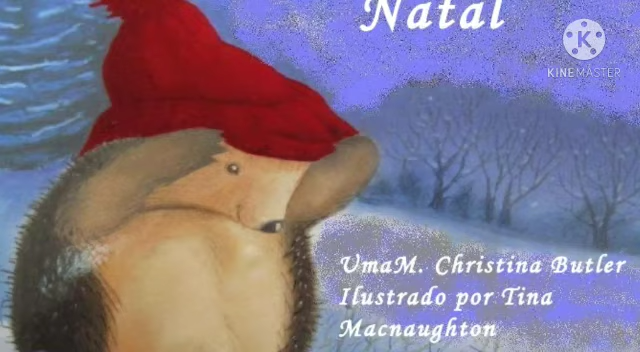 Natal
K
KINEMASTER
UmaM. Christina Butler
Ilustrado por Tina
Macnaughton